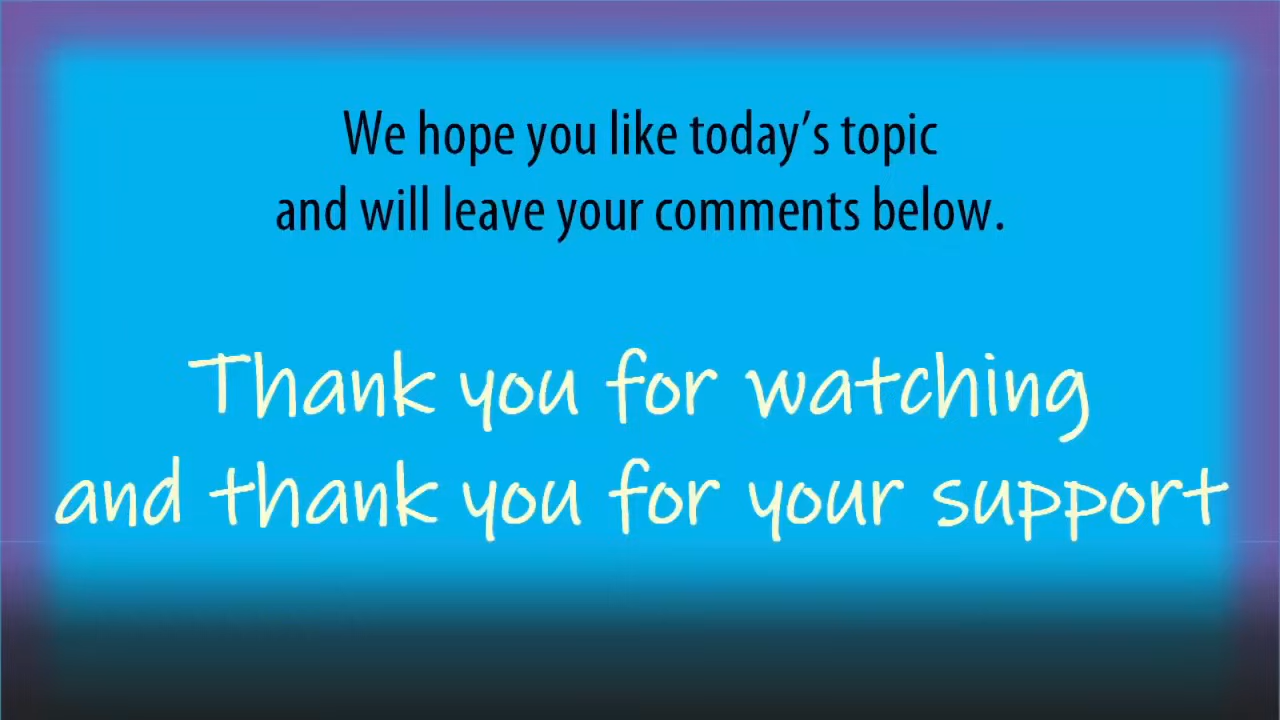 We hope you like today’s topic
and will leave your comments below.
Thank you for watching
and thank you for your support